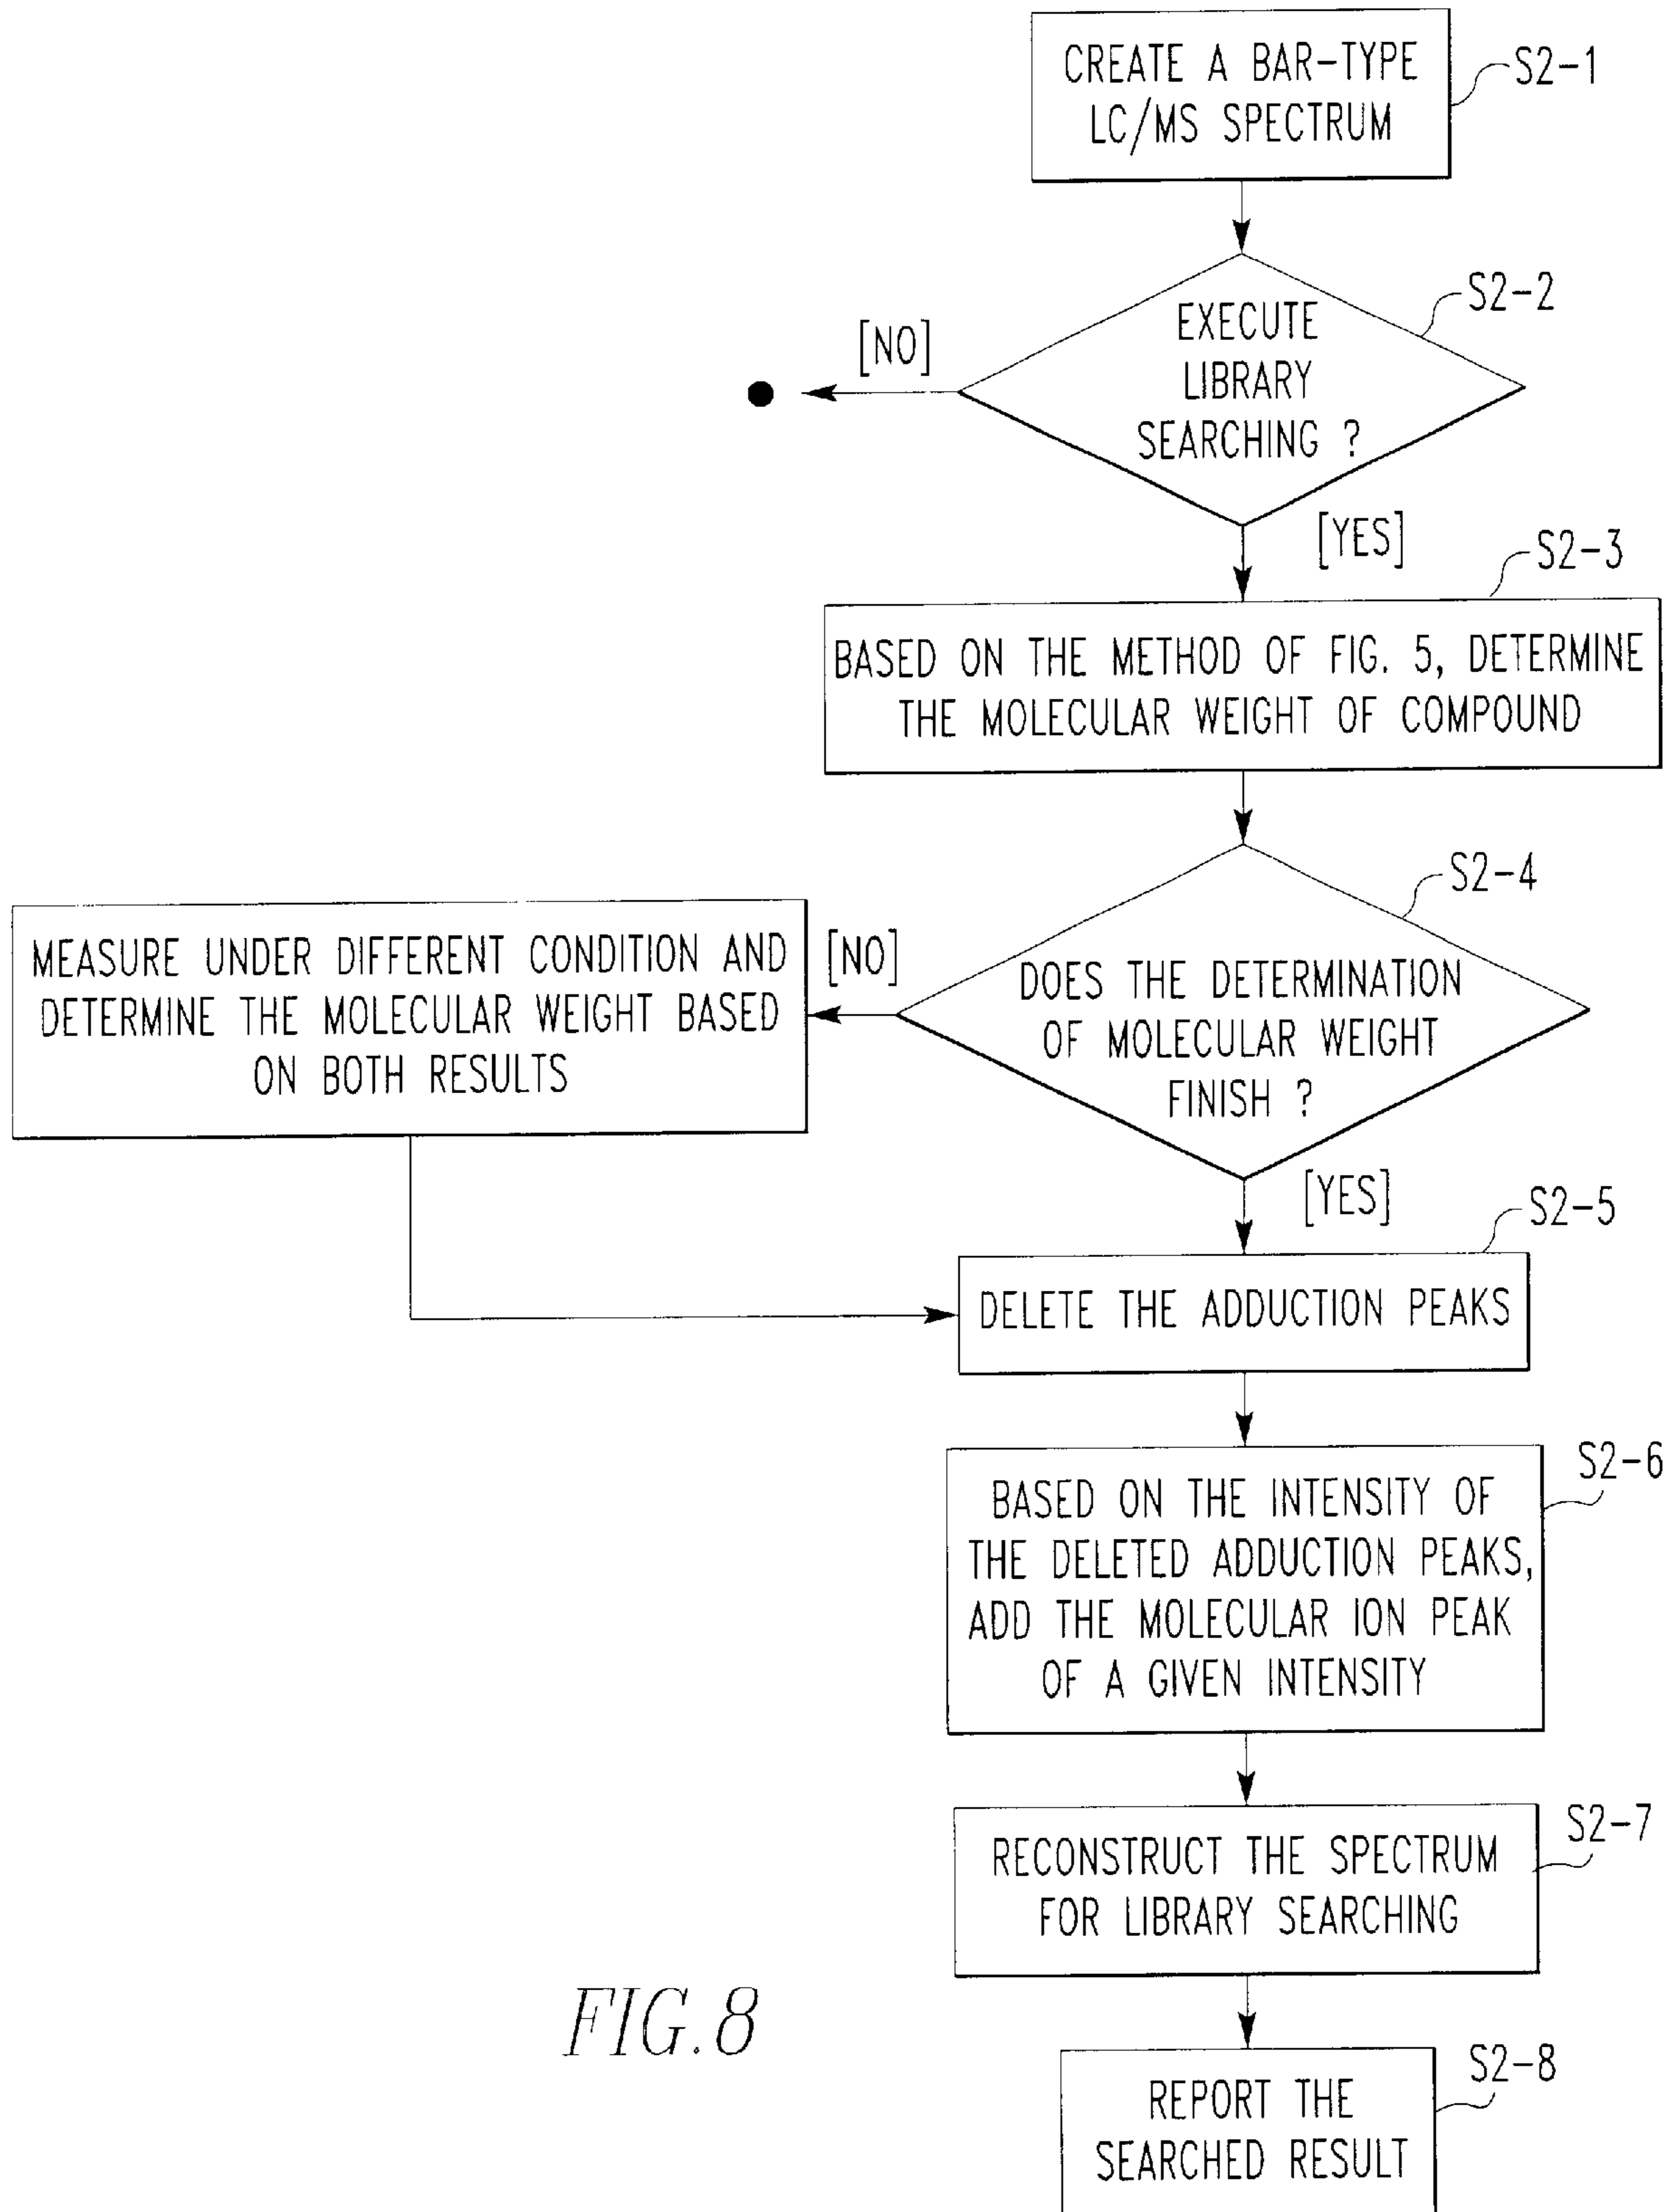 CREATE A BAR-TYPE
LC/MS SPECTRUM
S2-1
EXECUTE
LIBRARY
SEARCHING ?
S2-2
[NO]
[YES]
S2-3
BASED ON THE METHOD OF FIG. 5, DETERMINE
THE MOLECULAR WEIGHT OF COMPOUND
S2-4
DOES THE DETERMINATION
OF MOLECULAR WEIGHT
FINISH ?
[NO]
MEASURE UNDER DIFFERENT CONDITION AND
DETERMINE THE MOLECULAR WEIGHT BASED
ON BOTH RESULTS
[YES]
S2-5
DELETE THE ADDUCTION PEAKS
S2-6
BASED ON THE INTENSITY OF
THE DELETED ADDUCTION PEAKS,
ADD THE MOLECULAR ION PEAK
OF A GIVEN INTENSITY
S2-7
RECONSTRUCT THE SPECTRUM
FOR LIBRARY SEARCHING
S2-8
REPORT THE
SEARCHED RESULT
FIG.8